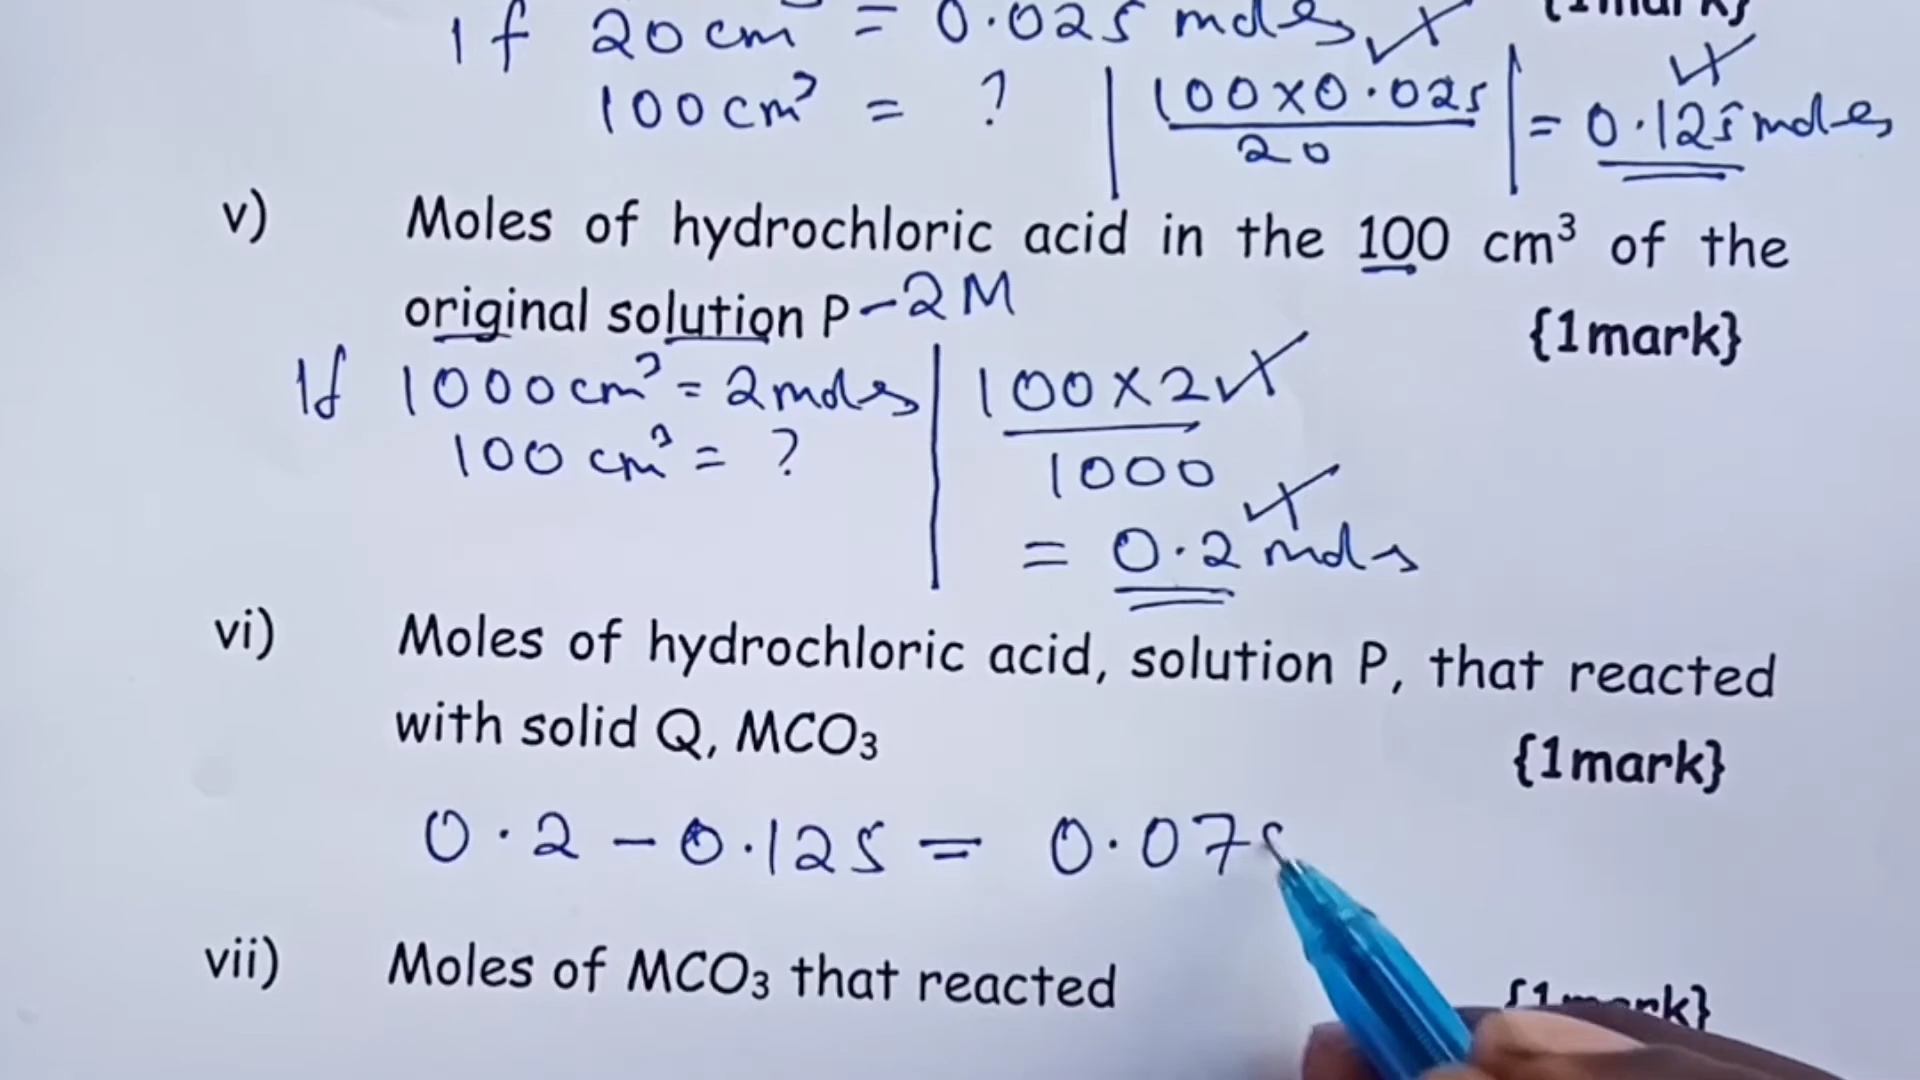 If 20 cm³ = 0.025 moles {1mark}
100 cm³ = ? | 100 x 0.025 | = 0.125 moles
20
v) Moles of hydrochloric acid in the 100 cm³ of the
original solution P - 2M {1mark}
If 1000 cm³ = 2 moles | 100 x 2
100 cm³ = ? 1000
= 0.2 moles
vi) Moles of hydrochloric acid, solution P, that reacted
with solid Q, MCO₃ {1mark}
0.2 - 0.125 = 0.075
vii) Moles of MCO₃ that reacted {1mark}